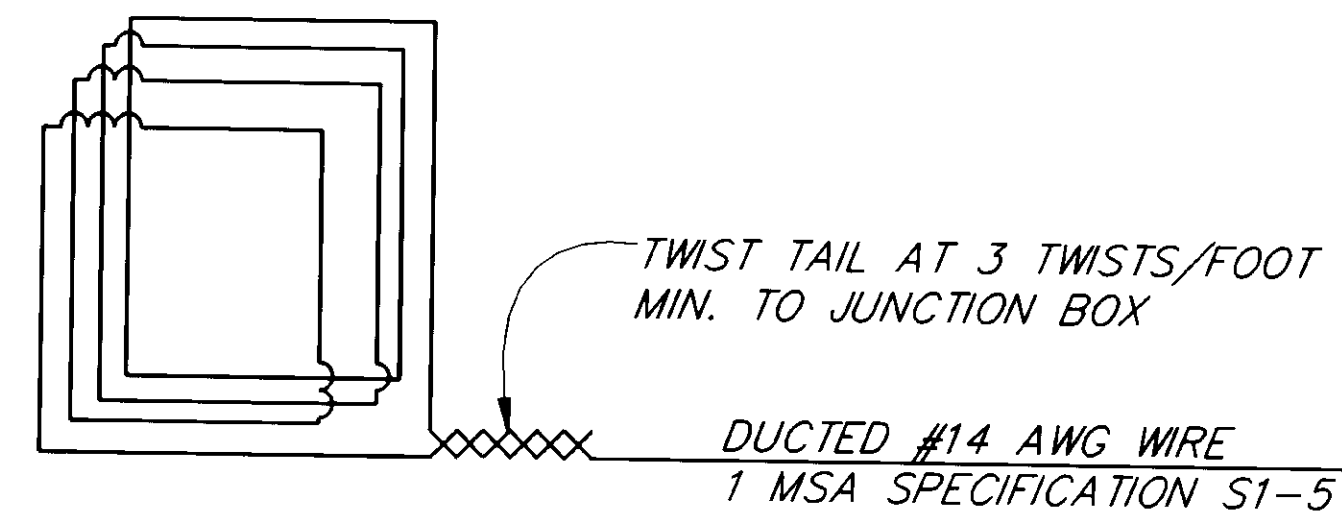 TWIST TAIL AT 3 TWISTS/FOOT
MIN. TO JUNCTION BOX
DUCTED #14 AWG WIRE
1 MSA SPECIFICATION S1-5